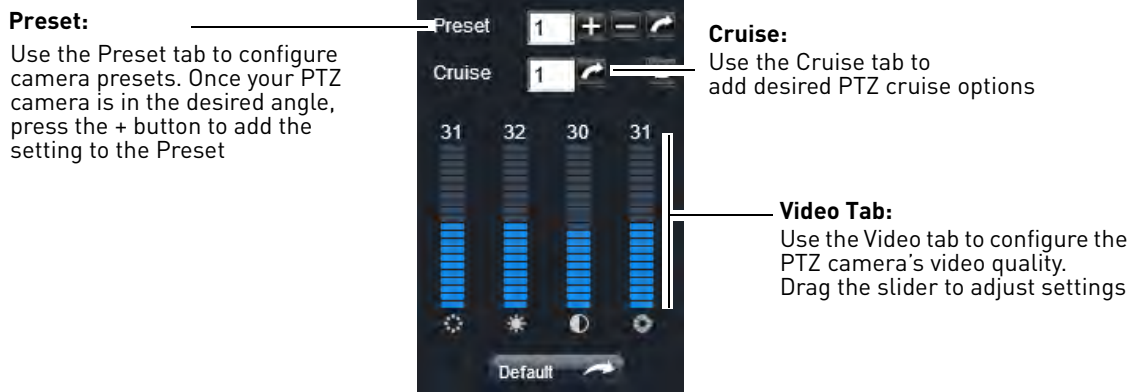 Preset:
Use the Preset tab to configure
camera presets. Once your PTZ
camera is in the desired angle,
press the + button to add the
setting to the Preset
Preset 1 + −
Cruise 1
Cruise:
Use the Cruise tab to
add desired PTZ cruise options
31 32 30 31
Video Tab:
Use the Video tab to configure the
PTZ camera's video quality.
Drag the slider to adjust settings
Default